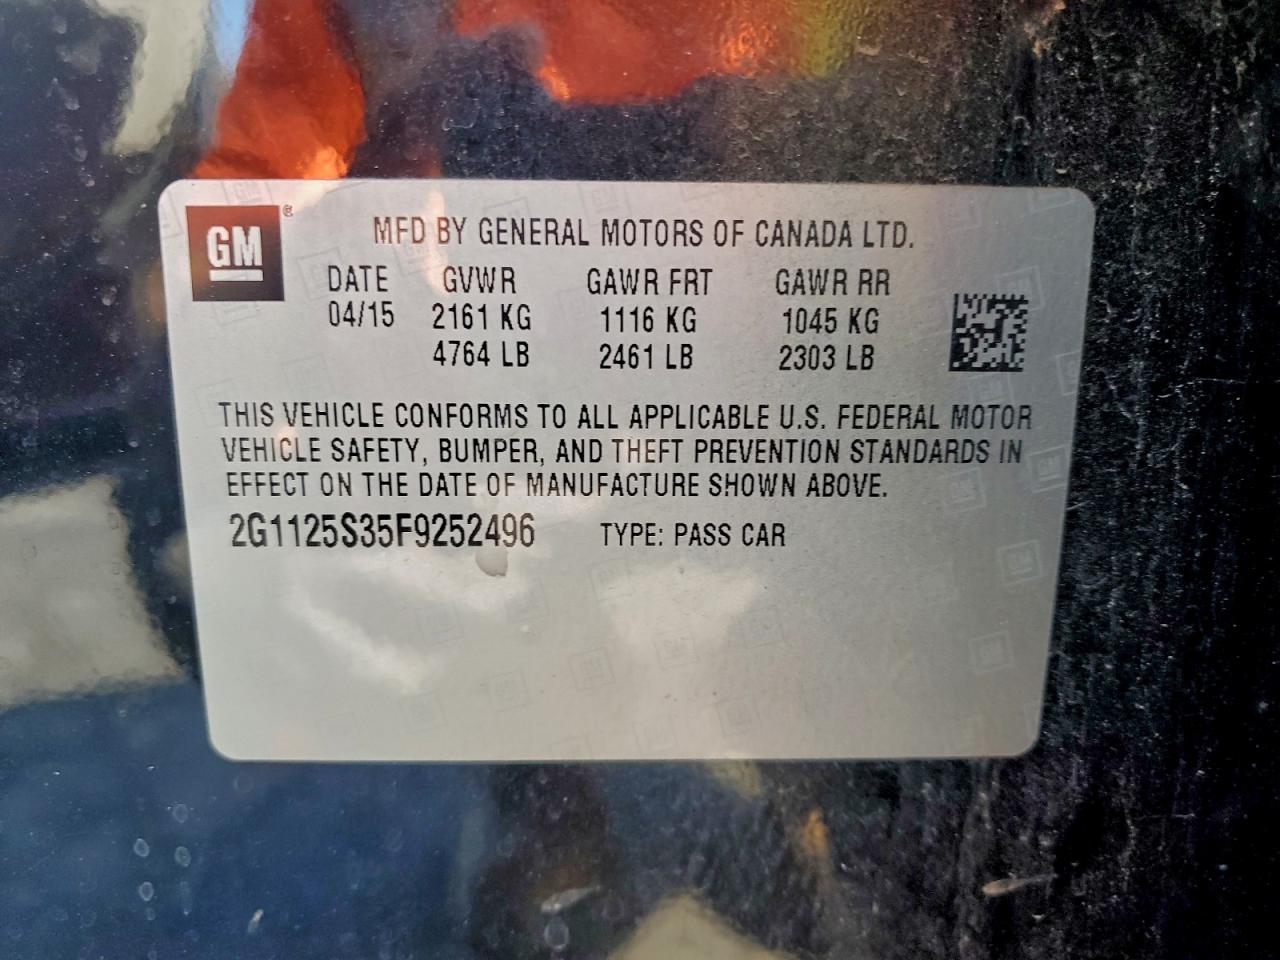 GM ®
MFD BY GENERAL MOTORS OF CANADA LTD.
DATE GVWR GAWR FRT GAWR RR
04/15 2161 KG 1116 KG 1045 KG
4764 LB 2461 LB 2303 LB
THIS VEHICLE CONFORMS TO ALL APPLICABLE U.S. FEDERAL MOTOR
VEHICLE SAFETY, BUMPER, AND THEFT PREVENTION STANDARDS IN
EFFECT ON THE DATE OF MANUFACTURE SHOWN ABOVE.
2G1125S35F9252496 TYPE: PASS CAR